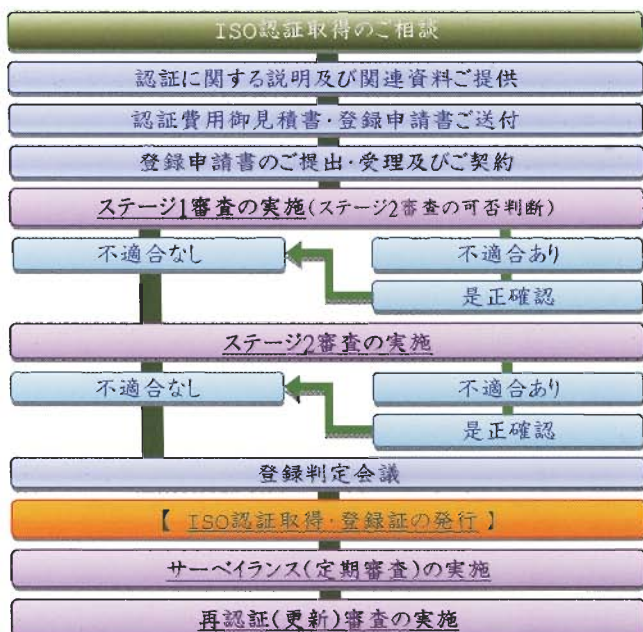 ISO認証取得のご相談
認証に関する説明及び関連資料ご提供
認証費用御見積書・登録申請書ご送付
登録申請書のご提出・受理及びご契約
ステージ1審査の実施(ステージ2審査の可否判断)
不適合なし
不適合あり
是正確認
ステージ2審査の実施
不適合なし
不適合あり
是正確認
登録判定会議
【 ISO認証取得・登録証の発行 】
サーベイランス(定期審査)の実施
再認証(更新)審査の実施